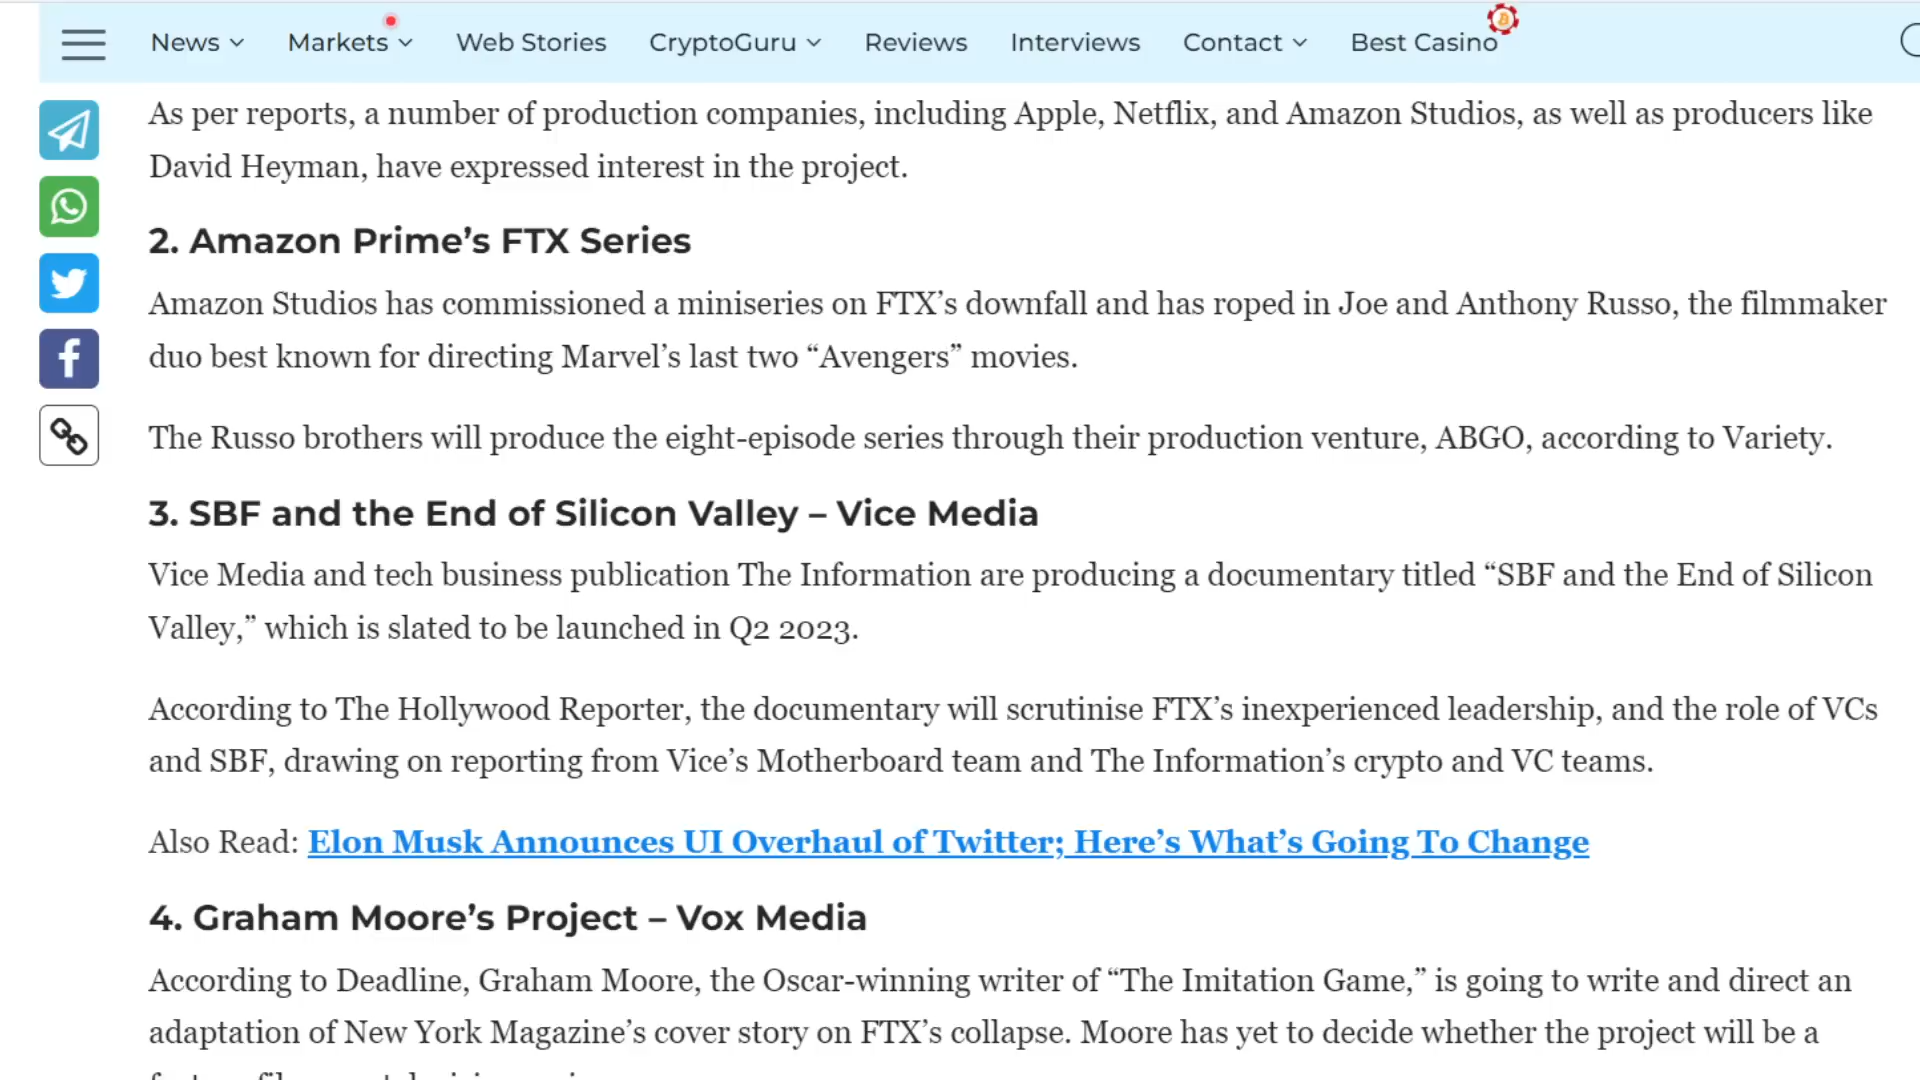 News Markets Web Stories CryptoGuru Reviews Interviews Contact Best Casino
As per reports, a number of production companies, including Apple, Netflix, and Amazon Studios, as well as producers like
David Heyman, have expressed interest in the project.
2. Amazon Prime’s FTX Series
Amazon Studios has commissioned a miniseries on FTX’s downfall and has roped in Joe and Anthony Russo, the filmmaker
duo best known for directing Marvel’s last two “Avengers” movies.
The Russo brothers will produce the eight-episode series through their production venture, ABGO, according to Variety.
3. SBF and the End of Silicon Valley – Vice Media
Vice Media and tech business publication The Information are producing a documentary titled “SBF and the End of Silicon
Valley,” which is slated to be launched in Q2 2023.
According to The Hollywood Reporter, the documentary will scrutinise FTX’s inexperienced leadership, and the role of VCs
and SBF, drawing on reporting from Vice’s Motherboard team and The Information’s crypto and VC teams.
Also Read: Elon Musk Announces UI Overhaul of Twitter; Here’s What’s Going To Change
4. Graham Moore’s Project – Vox Media
According to Deadline, Graham Moore, the Oscar-winning writer of “The Imitation Game,” is going to write and direct an
adaptation of New York Magazine’s cover story on FTX’s collapse. Moore has yet to decide whether the project will be a